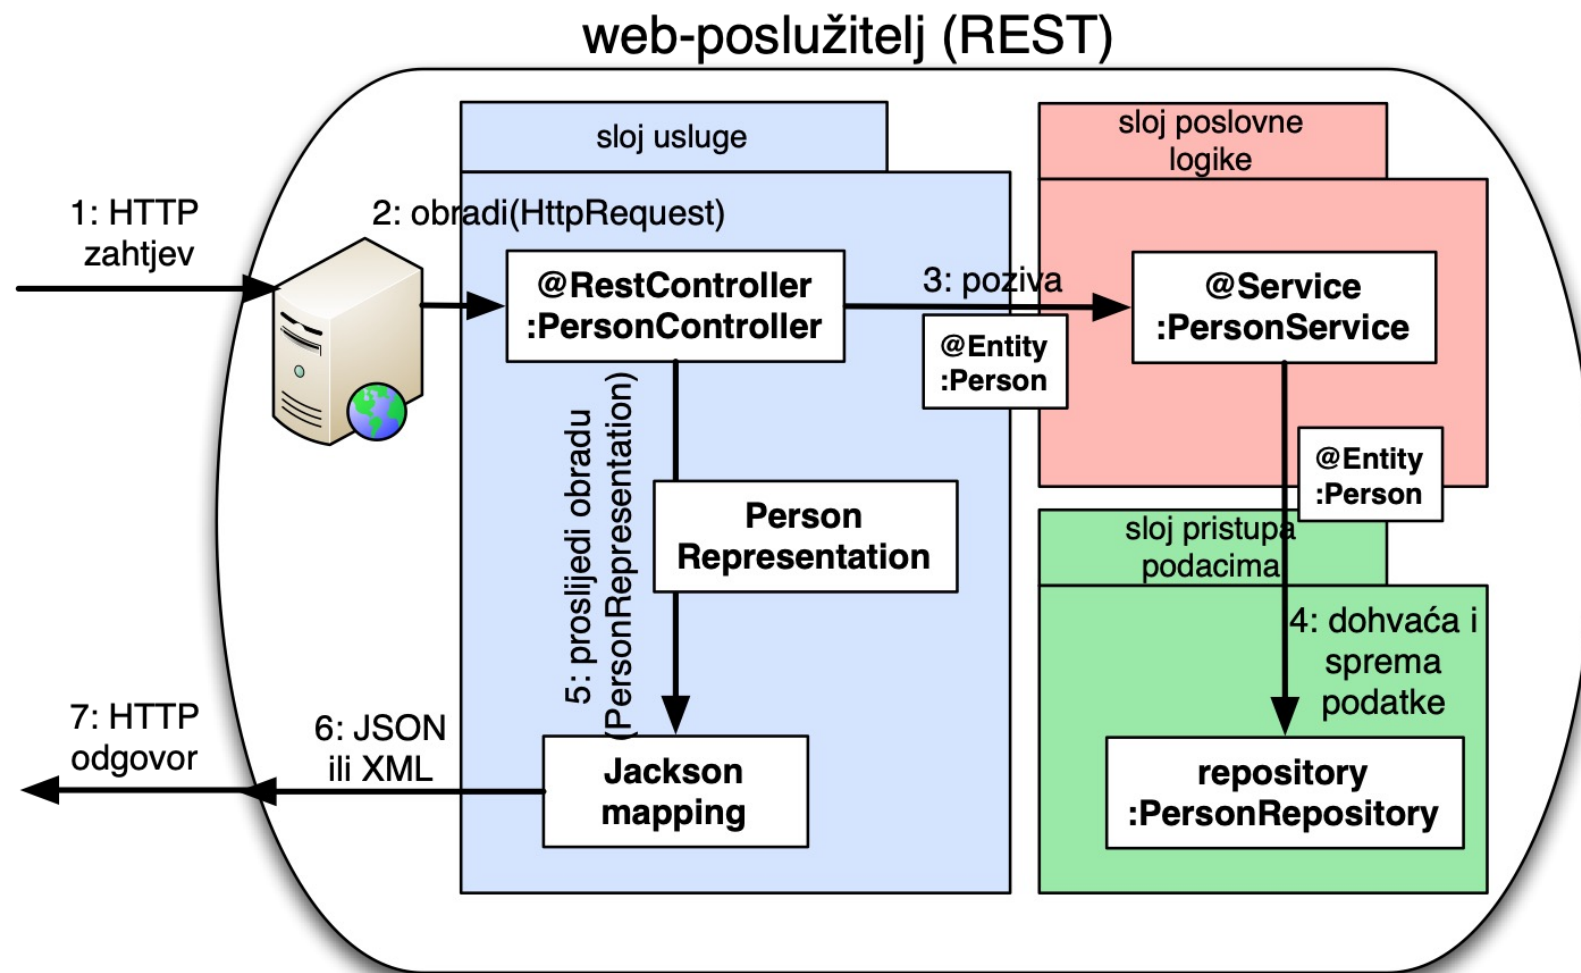 web-poslužitelj (REST)
sloj usluge
sloj poslovne
logike
1: HTTP
zahtjev
2: obradi(HttpRequest)
@RestController
:PersonController
3: poziva
@Service
:PersonService
@Entity
:Person
5: proslijedi obradu
(PersonRepresentation)
Person
Representation
@Entity
:Person
sloj pristupa
podacima
4: dohvaća i
sprema
podatke
7: HTTP
odgovor
6: JSON
ili XML
Jackson
mapping
repository
:PersonRepository